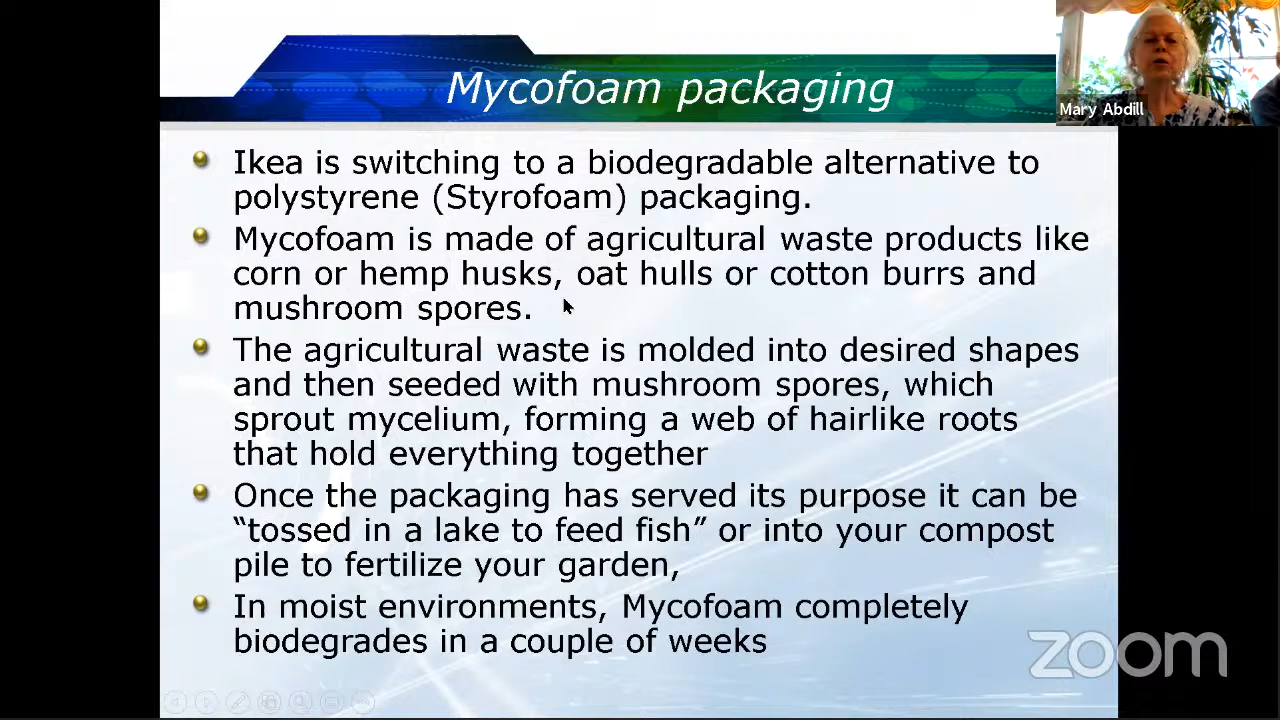 Mycofoam packaging
Mary Abdill
Ikea is switching to a biodegradable alternative to
polystyrene (Styrofoam) packaging.
Mycofoam is made of agricultural waste products like
corn or hemp husks, oat hulls or cotton burrs and
mushroom spores.
The agricultural waste is molded into desired shapes
and then seeded with mushroom spores, which
sprout mycelium, forming a web of hairlike roots
that hold everything together
Once the packaging has served its purpose it can be
“tossed in a lake to feed fish” or into your compost
pile to fertilize your garden,
In moist environments, Mycofoam completely
biodegrades in a couple of weeks
zoom